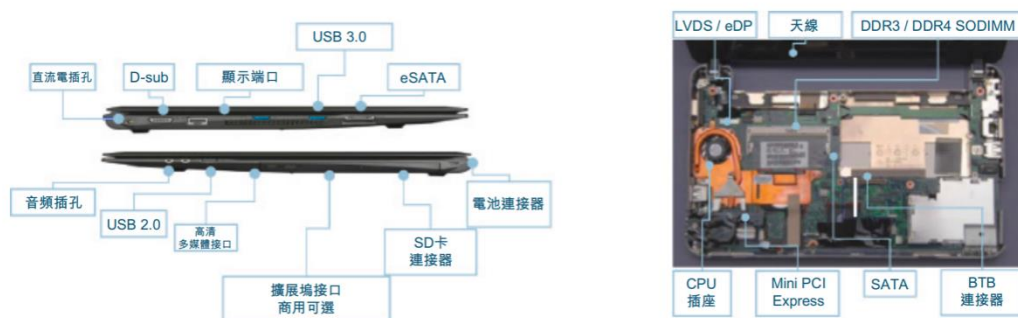 USB 3.0
直流電插孔
D-sub
顯示端口
eSATA
音頻插孔
USB 2.0
高清
多媒體接口
擴展塢接口
商用可選
SD卡
連接器
電池連接器
LVDS / eDP
天線
DDR3 / DDR4 SODIMM
CPU
插座
Mini PCI
Express
SATA
BTB
連接器